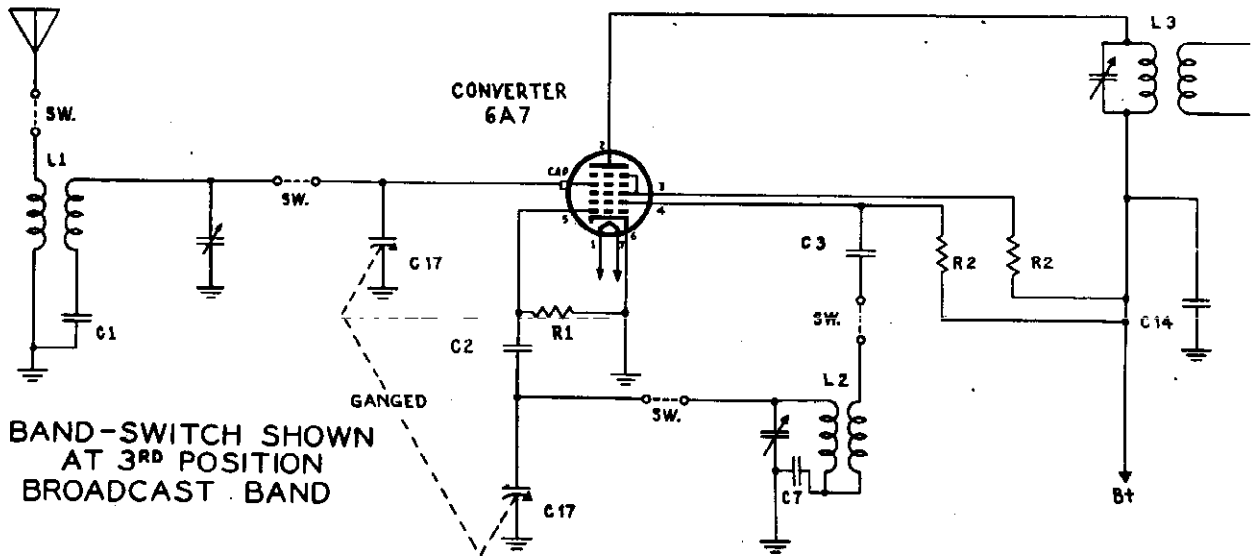 L3
CONVERTER
6A7
SW.
L1
2
CAP
3
SW.
5
4
1
7
6
C17
C3
R2
R2
C1
R1
SW.
C14
C2
L2
GANGED
SW.
BAND-SWITCH SHOWN
AT 3RD POSITION
BROADCAST BAND
C7
C17
B+